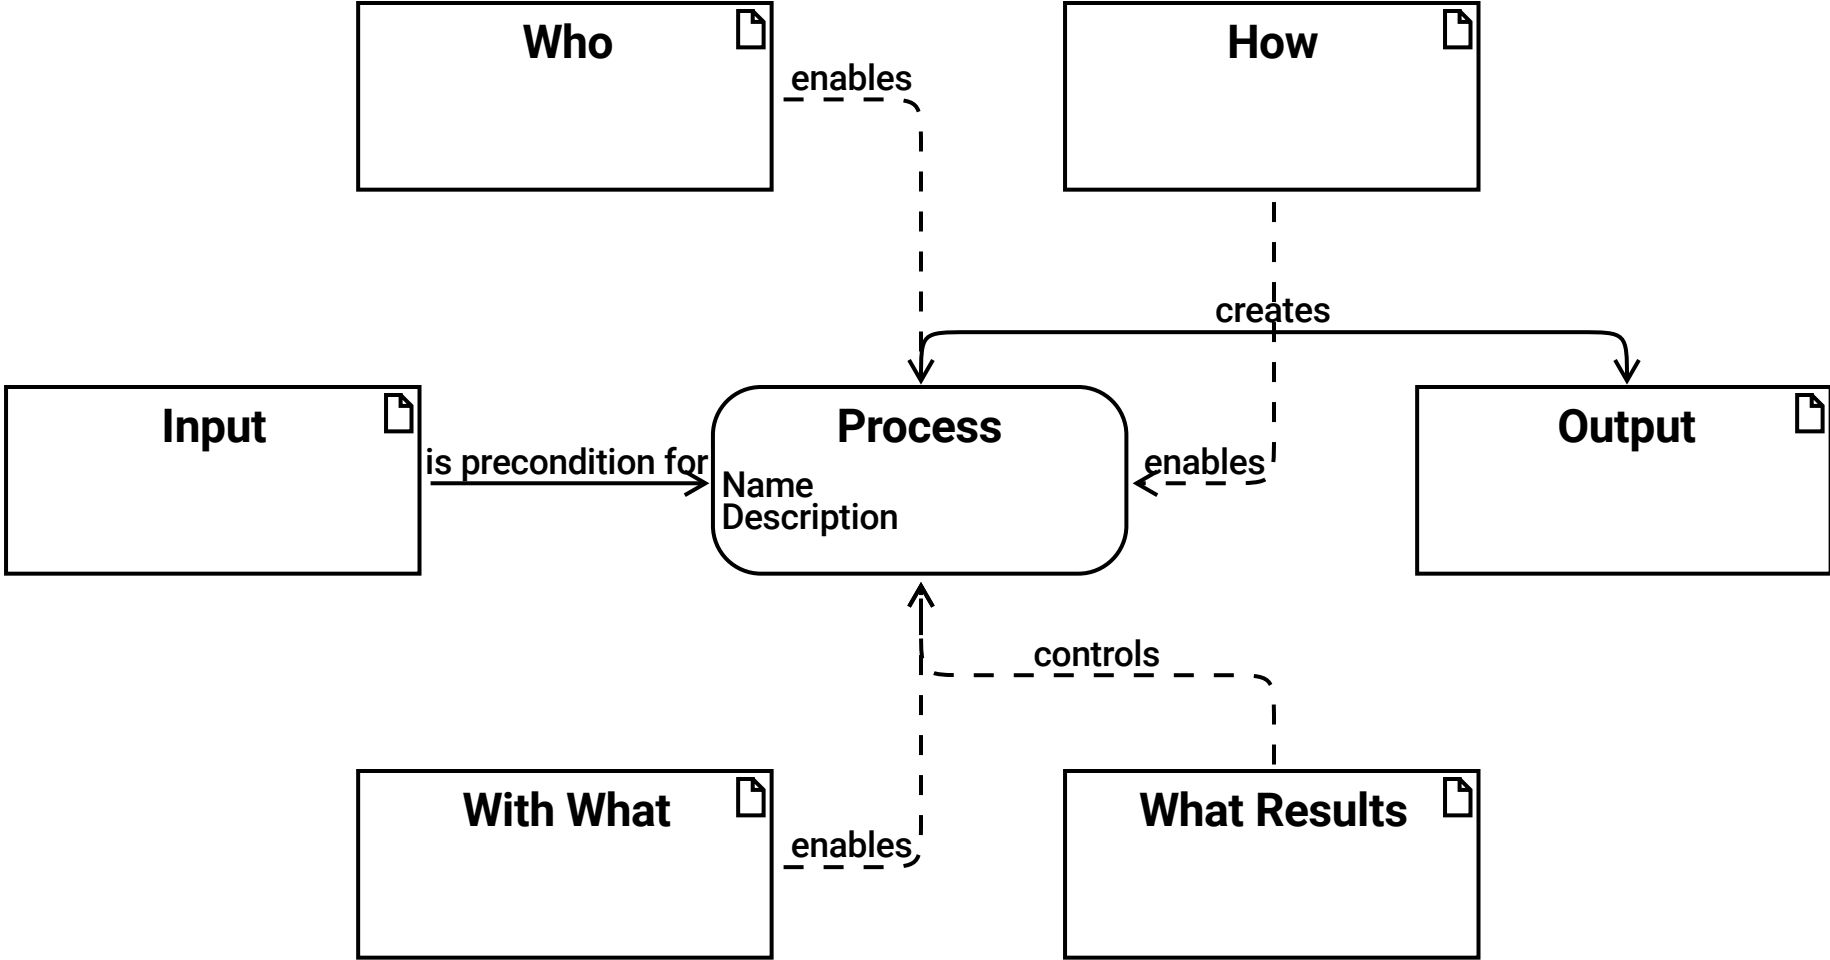 Who
How
enables
creates
Input
Process
Output
is precondition for
enables
Name
Description
controls
With What
What Results
enables